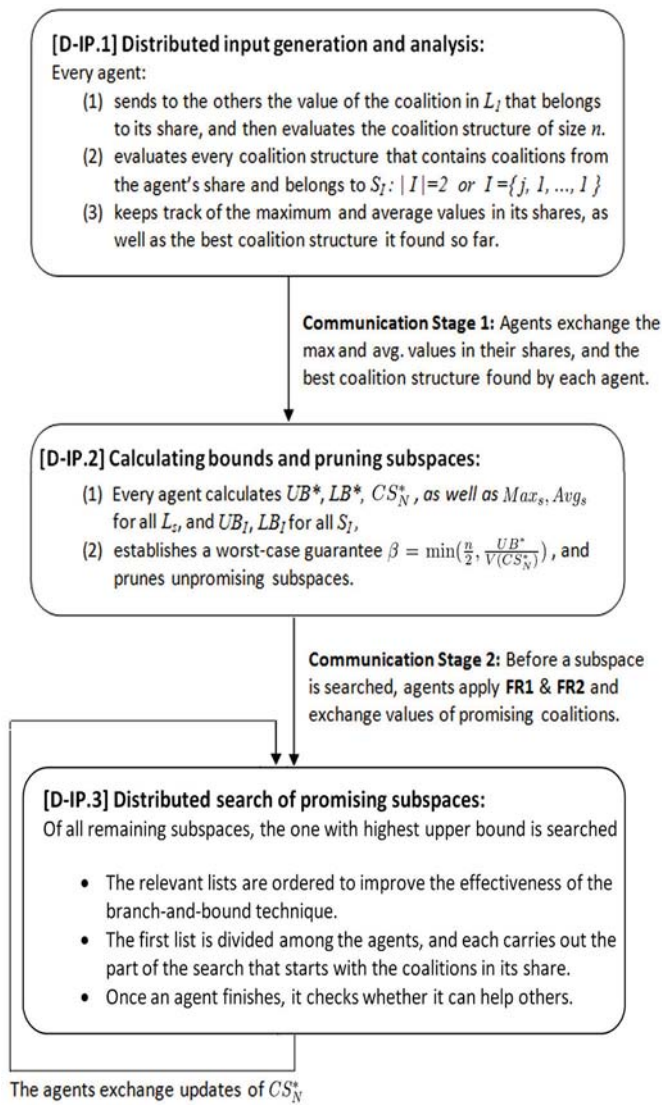 [D-IP.1] Distributed input generation and analysis:
Every agent:
(1) sends to the others the value of the coalition in L₁ that belongs
to its share, and then evaluates the coalition structure of size n.
(2) evaluates every coalition structure that contains coalitions from
the agent's share and belongs to S_I: |I|=2 or I={j, 1, ..., 1 }
(3) keeps track of the maximum and average values in its shares, as
well as the best coalition structure it found so far.
Communication Stage 1: Agents exchange the
max and avg. values in their shares, and the
best coalition structure found by each agent.
[D-IP.2] Calculating bounds and pruning subspaces:
(1) Every agent calculates UB*, LB*, CS*_N, as well as Max_s, Avg_s
for all L_s, and UB_I, LB_I for all S_I,
(2) establishes a worst-case guarantee β = min(n/2, UB*/V(CS*_N)), and
prunes unpromising subspaces.
Communication Stage 2: Before a subspace
is searched, agents apply FR1 & FR2 and
exchange values of promising coalitions.
[D-IP.3] Distributed search of promising subspaces:
Of all remaining subspaces, the one with highest upper bound is searched
• The relevant lists are ordered to improve the effectiveness of the
branch-and-bound technique.
• The first list is divided among the agents, and each carries out the
part of the search that starts with the coalitions in its share.
• Once an agent finishes, it checks whether it can help others.
The agents exchange updates of CS*_N